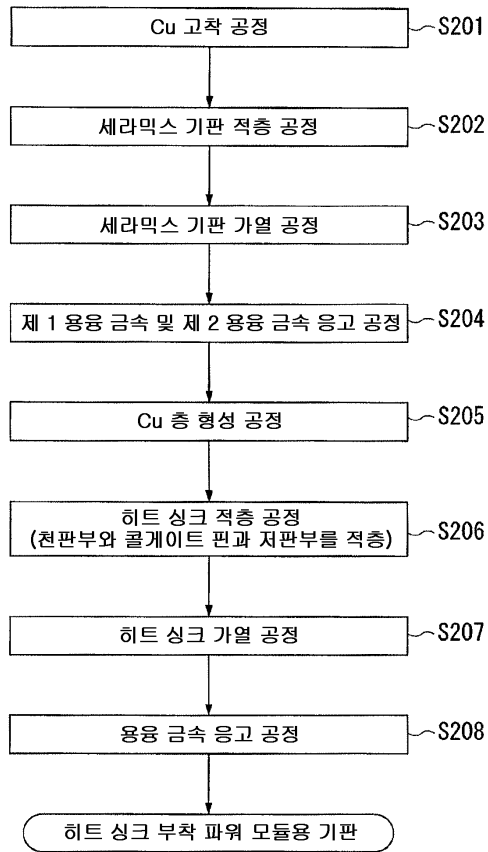 Cu 고착 공정
S201
세라믹스 기판 적층 공정
S202
세라믹스 기판 가열 공정
S203
제 1 용융 금속 및 제 2 용융 금속 응고 공정
S204
Cu 층 형성 공정
S205
히트 싱크 적층 공정
(천판부와 콜게이트 핀과 저판부를 적층)
S206
히트 싱크 가열 공정
S207
용융 금속 응고 공정
S208
히트 싱크 부착 파워 모듈용 기판